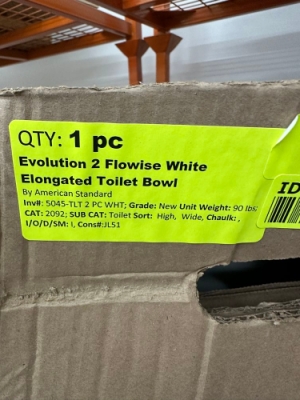 QTY: 1 pc
Evolution 2 Flowise White
Elongated Toilet Bowl
By American Standard
Inv#: 5045-TLT 2 PC WHT; Grade: New Unit Weight: 90 lbs;
CAT: 2092; SUB CAT: Toilet Sort: High, Wide, Chaulk: ,
I/O/D/SM: I, Cons#:JL51
ID